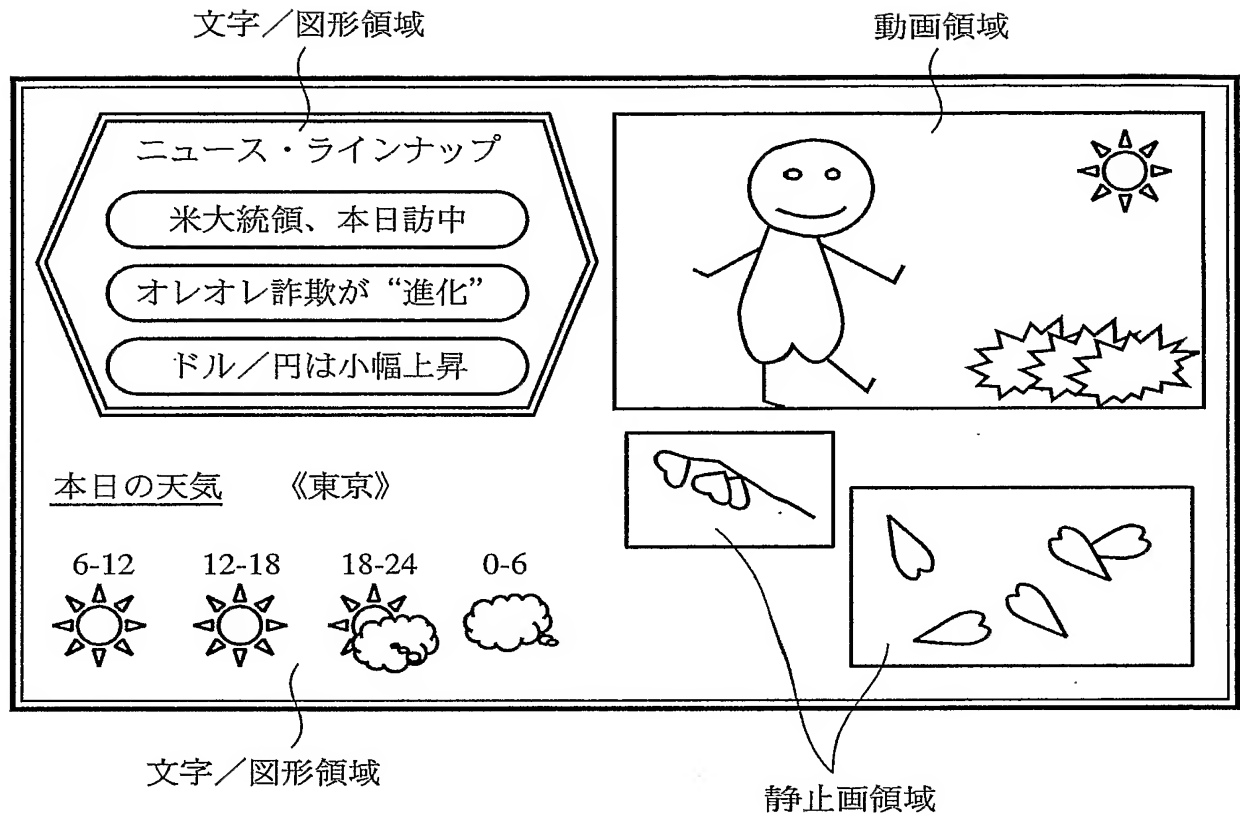 文字／図形領域
動画領域
ニュース・ラインナップ
米大統領、本日訪中
オレオレ詐欺が“進化”
ドル／円は小幅上昇
本日の天気 《東京》
6-12 12-18 18-24 0-6
文字／図形領域
静止画領域